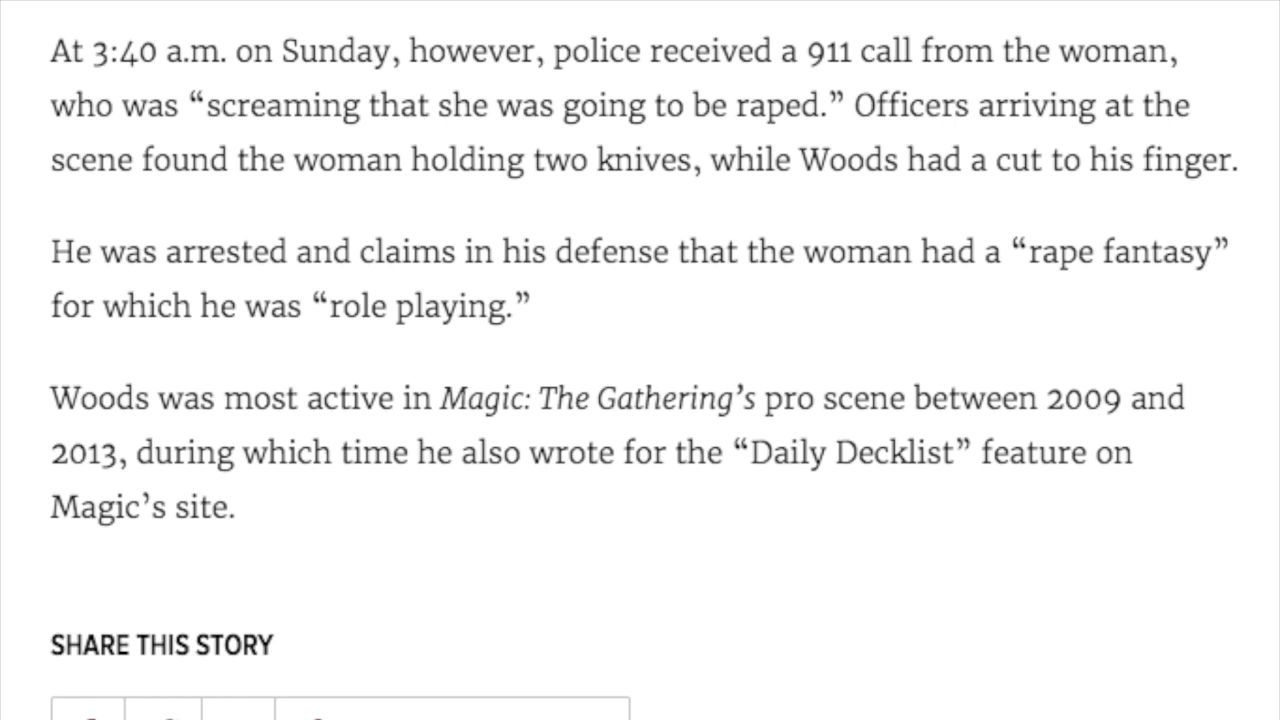 At 3:40 a.m. on Sunday, however, police received a 911 call from the woman,
who was “screaming that she was going to be raped.” Officers arriving at the
scene found the woman holding two knives, while Woods had a cut to his finger.
He was arrested and claims in his defense that the woman had a “rape fantasy”
for which he was “role playing.”
Woods was most active in Magic: The Gathering’s pro scene between 2009 and
2013, during which time he also wrote for the “Daily Decklist” feature on
Magic’s site.
SHARE THIS STORY